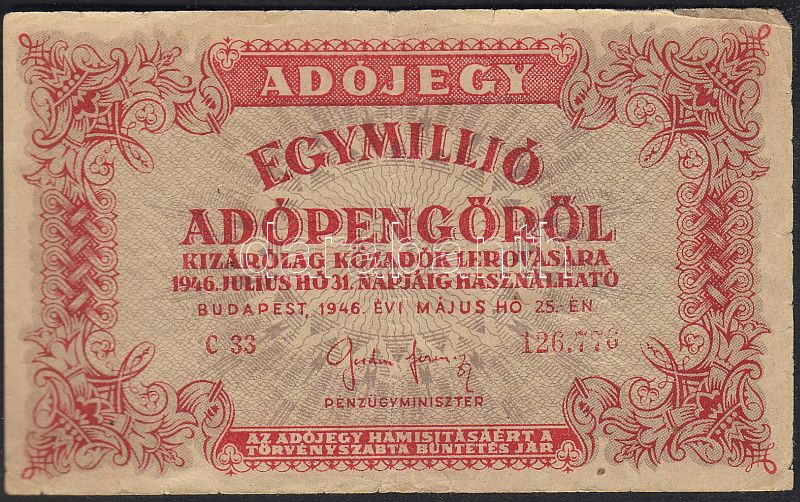 ADÓJEGY
EGYMILLIÓ
ADÓPENGŐRŐL
KIZÁRÓLAG KÖZADÓK LEROVÁSÁRA
1946. JULIUS HÓ 31. NAPJÁIG HASZNÁLHATÓ
BUDAPEST, 1946. ÉVI MÁJUS HÓ 25.-ÉN
C 33 126.776
PÉNZÜGYMINISZTER
AZ ADÓJEGY HAMISITÁSÁÉRT A
TÖRVÉNYSZABTA BÜNTETÉS JÁR